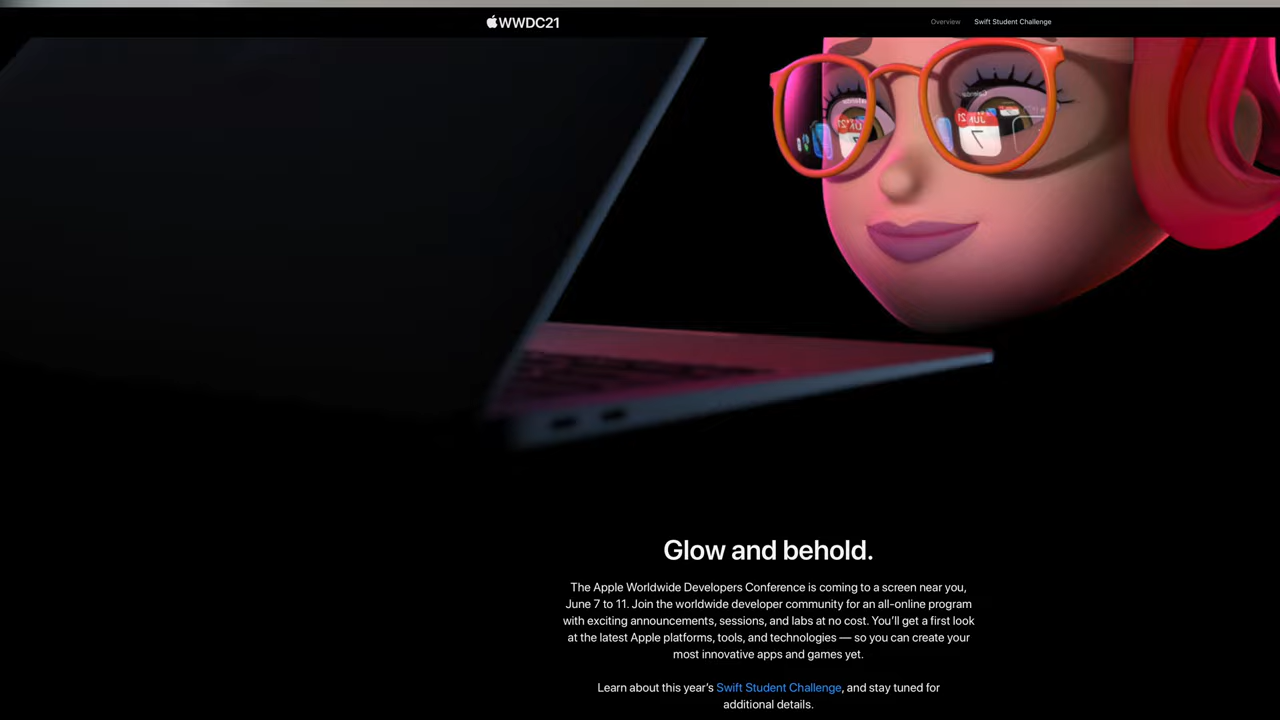 WWDC21
Overview
Swift Student Challenge
Glow and behold.
The Apple Worldwide Developers Conference is coming to a screen near you,
June 7 to 11. Join the worldwide developer community for an all-online program
with exciting announcements, sessions, and labs at no cost. You’ll get a first look
at the latest Apple platforms, tools, and technologies — so you can create your
most innovative apps and games yet.
Learn about this year’s Swift Student Challenge, and stay tuned for
additional details.